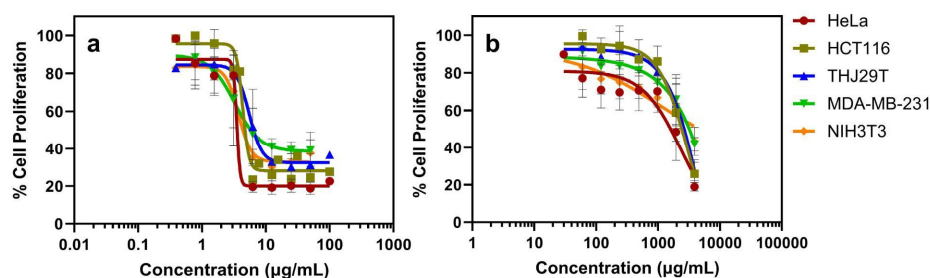 a
100
80
60
40
20
0
% Cell Proliferation
0.01 0.1 1 10 100 1000
Concentration (µg/mL)
b
100
80
60
40
20
0
% Cell Proliferation
1 10 100 1000 10000 100000
Concentration (µg/mL)
HeLa
HCT116
THJ29T
MDA-MB-231
NIH3T3